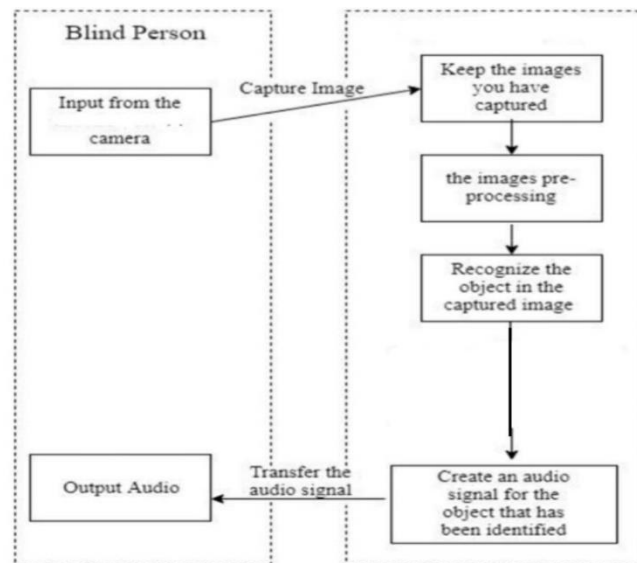 Blind Person
Input from the
camera
Capture Image
Keep the images
you have
captured
the images pre-
processing
Recognize the
object in the
captured image
Create an audio
signal for the
object that has
been identified
Transfer the
audio signal
Output Audio